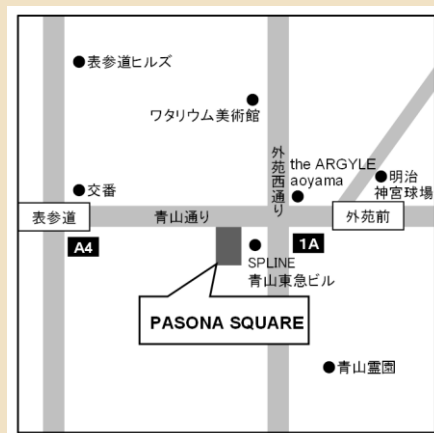 表参道ヒルズ
ワタリウム美術館
外苑西通り
the ARGYLE
aoyama
明治
神宮球場
交番
表参道
青山通り
外苑前
A4
1A
SPLINE
青山東急ビル
PASONA SQUARE
青山霊園